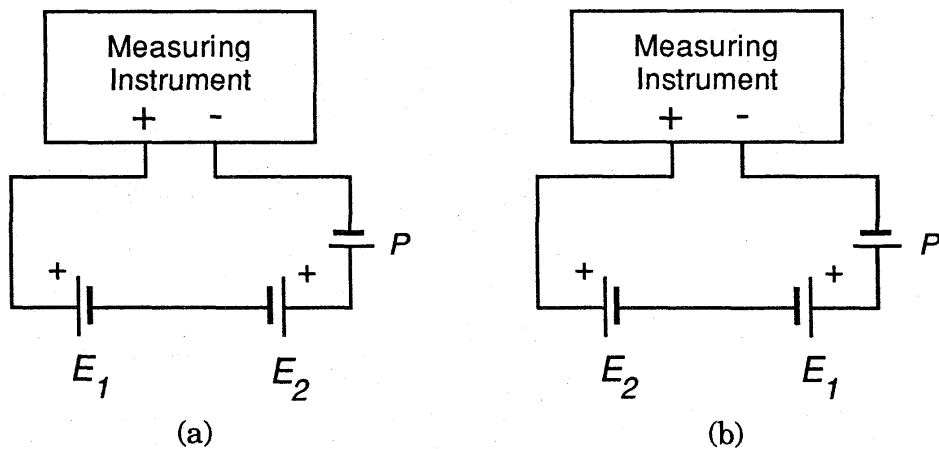 Measuring
Instrument
+ -
P
+ +
E1 E2
(a)
Measuring
Instrument
+ -
P
+ +
E2 E1
(b)